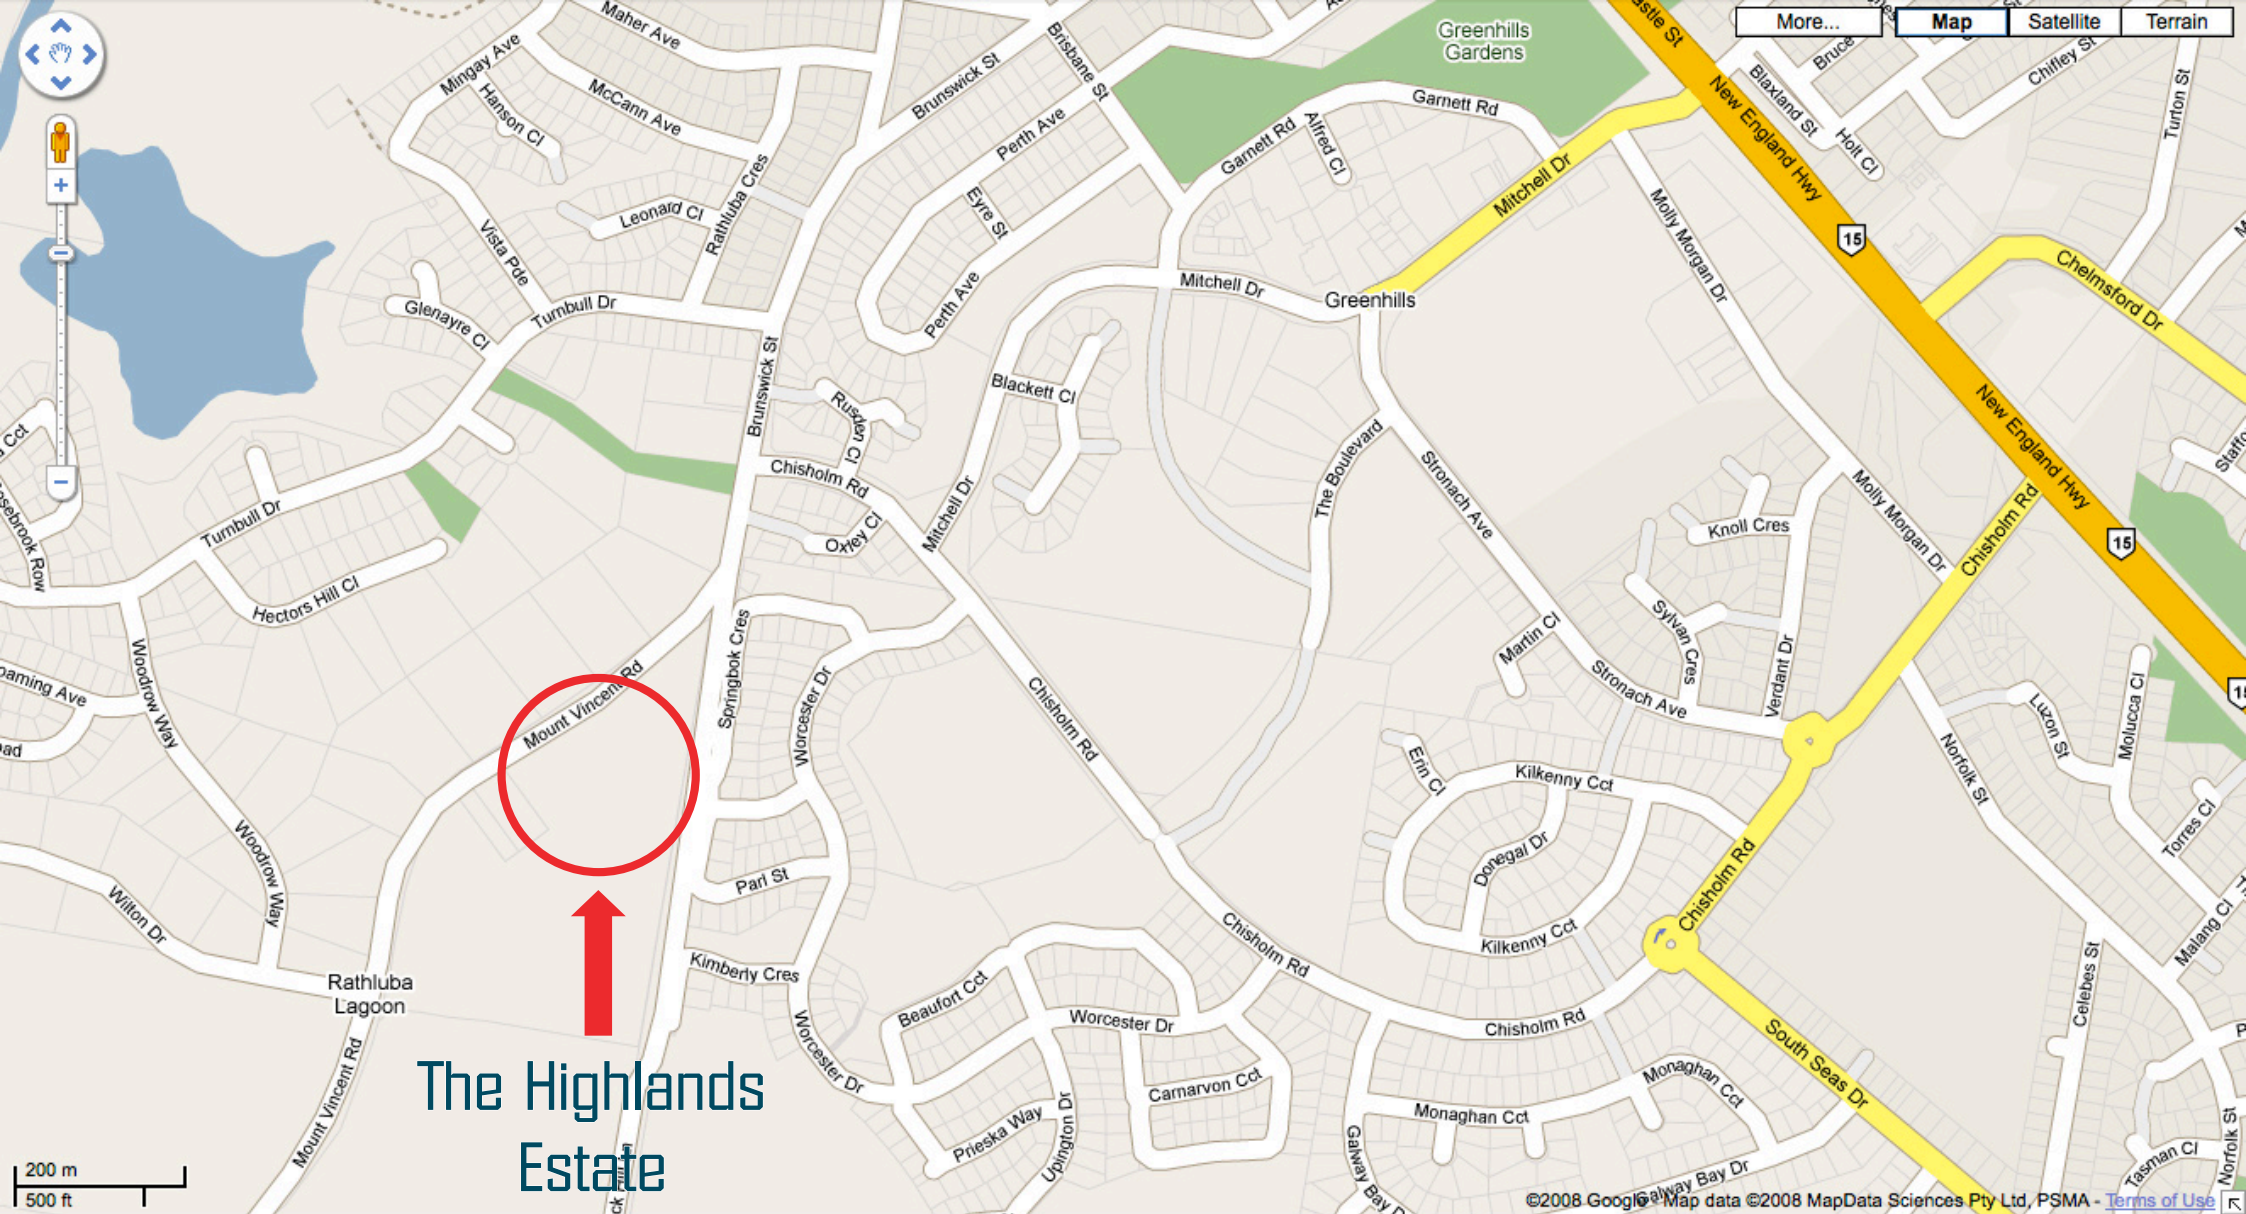 Maher Ave
Brisbane St
Greenhills
Gardens
More...
Map
Satellite
Terrain
Mingay Ave
Hanson Cl
McCann Ave
Brunswick St
Perth Ave
Garnett Rd
Garnett Rd
Alfred Cl
New England Hwy
Blaxland St
Bruce
Holt Cl
Chifley St
Turton St
Mitchell Dr
Leonard Cl
Rathluba Cres
Eyre St
Vista Pde
Molly Morgan Dr
15
Chelmsford Dr
Glenayre Cl
Turnbull Dr
Perth Ave
Mitchell Dr
Greenhills
Brunswick St
Rusden Cl
Blackett Cl
Chisholm Rd
Mitchell Dr
Oxley Cl
The Boulevard
Stronach Ave
Knoll Cres
Molly Morgan Dr
New England Hwy
Chisholm Rd
15
Cct
Turnbull Dr
Hectors Hill Cl
Springbok Cres
Worcester Dr
Martin Cl
Sylvan Cres
Verdant Dr
Stronach Ave
Woodrow Way
Mount Vincent Rd
Chisholm Rd
Luzon St
Molucca Cl
Norfolk St
Erin Cl
Kilkenny Cct
Donegal Dr
Chisholm Rd
Torres Cl
Woodrow Way
Wilton Dr
Parl St
Kimberly Cres
Chisholm Rd
Kilkenny Cct
Malang Cl
Celebes St
Rathluba
Lagoon
Beaufort Cct
Worcester Dr
Worcester Dr
Chisholm Rd
Mount Vincent Rd
The Highlands
Estate
Carnarvon Cct
Prieska Way
Upington Dr
Monaghan Cct
Monaghan Cct
South Seas Dr
Galway Bay Dr
Galway Bay Dr
Tasman Cl
Norfolk St
200 m
500 ft
©2008 Google - Map data ©2008 MapData Sciences Pty Ltd, PSMA - Terms of Use